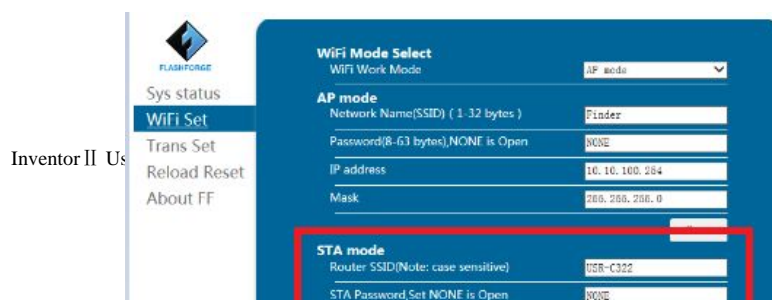 FLASHFORGE
Sys status
WiFi Set
Trans Set
Reload Reset
About FF
Inventor Ⅱ Us
WiFi Mode Select
WiFi Work Mode AP mode
AP mode
Network Name(SSID) ( 1-32 bytes ) Finder
Password(8-63 bytes),NONE is Open NONE
IP address 10.10.100.254
Mask 255.255.255.0
STA mode
Router SSID(Note: case sensitive) USR-C322
STA Password,Set NONE is Open NONE